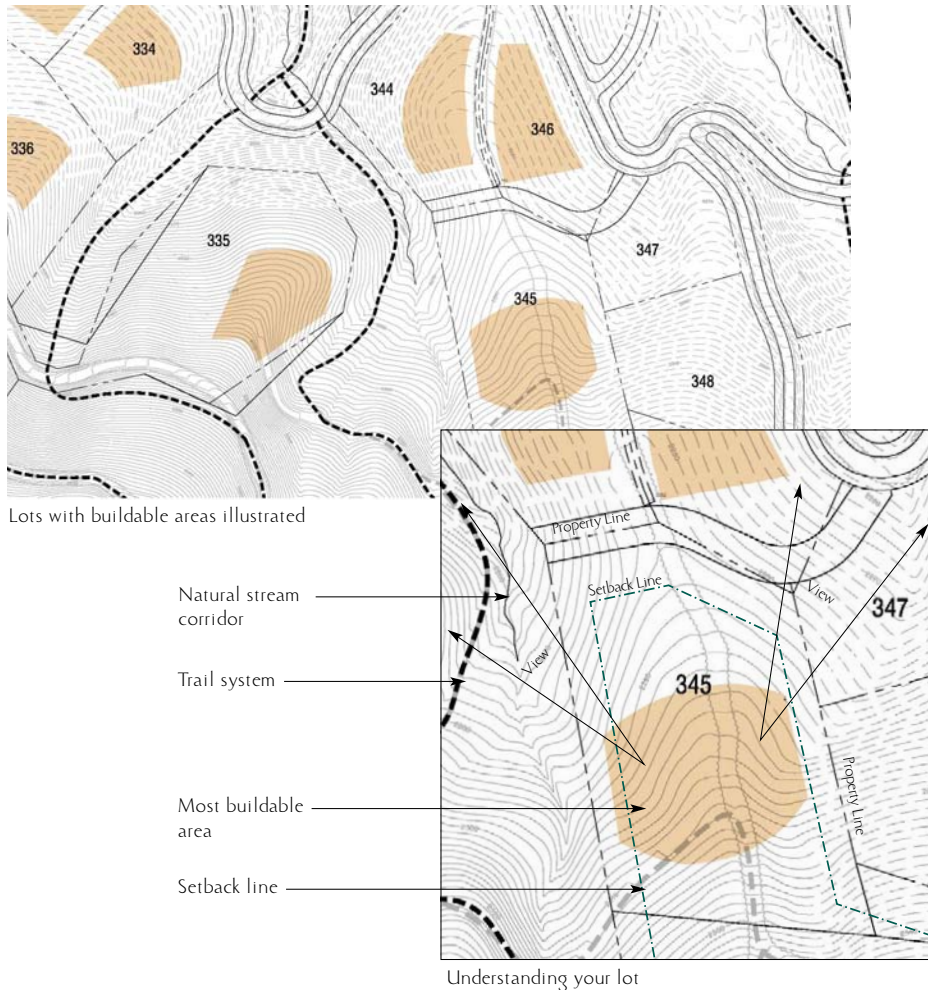 334
344
346
336
335
347
345
348
Lots with buildable areas illustrated
Property Line
Setback Line
Natural stream
corridor
View
347
View
Trail system
345
Property Line
Most buildable
area
Setback line
Understanding your lot